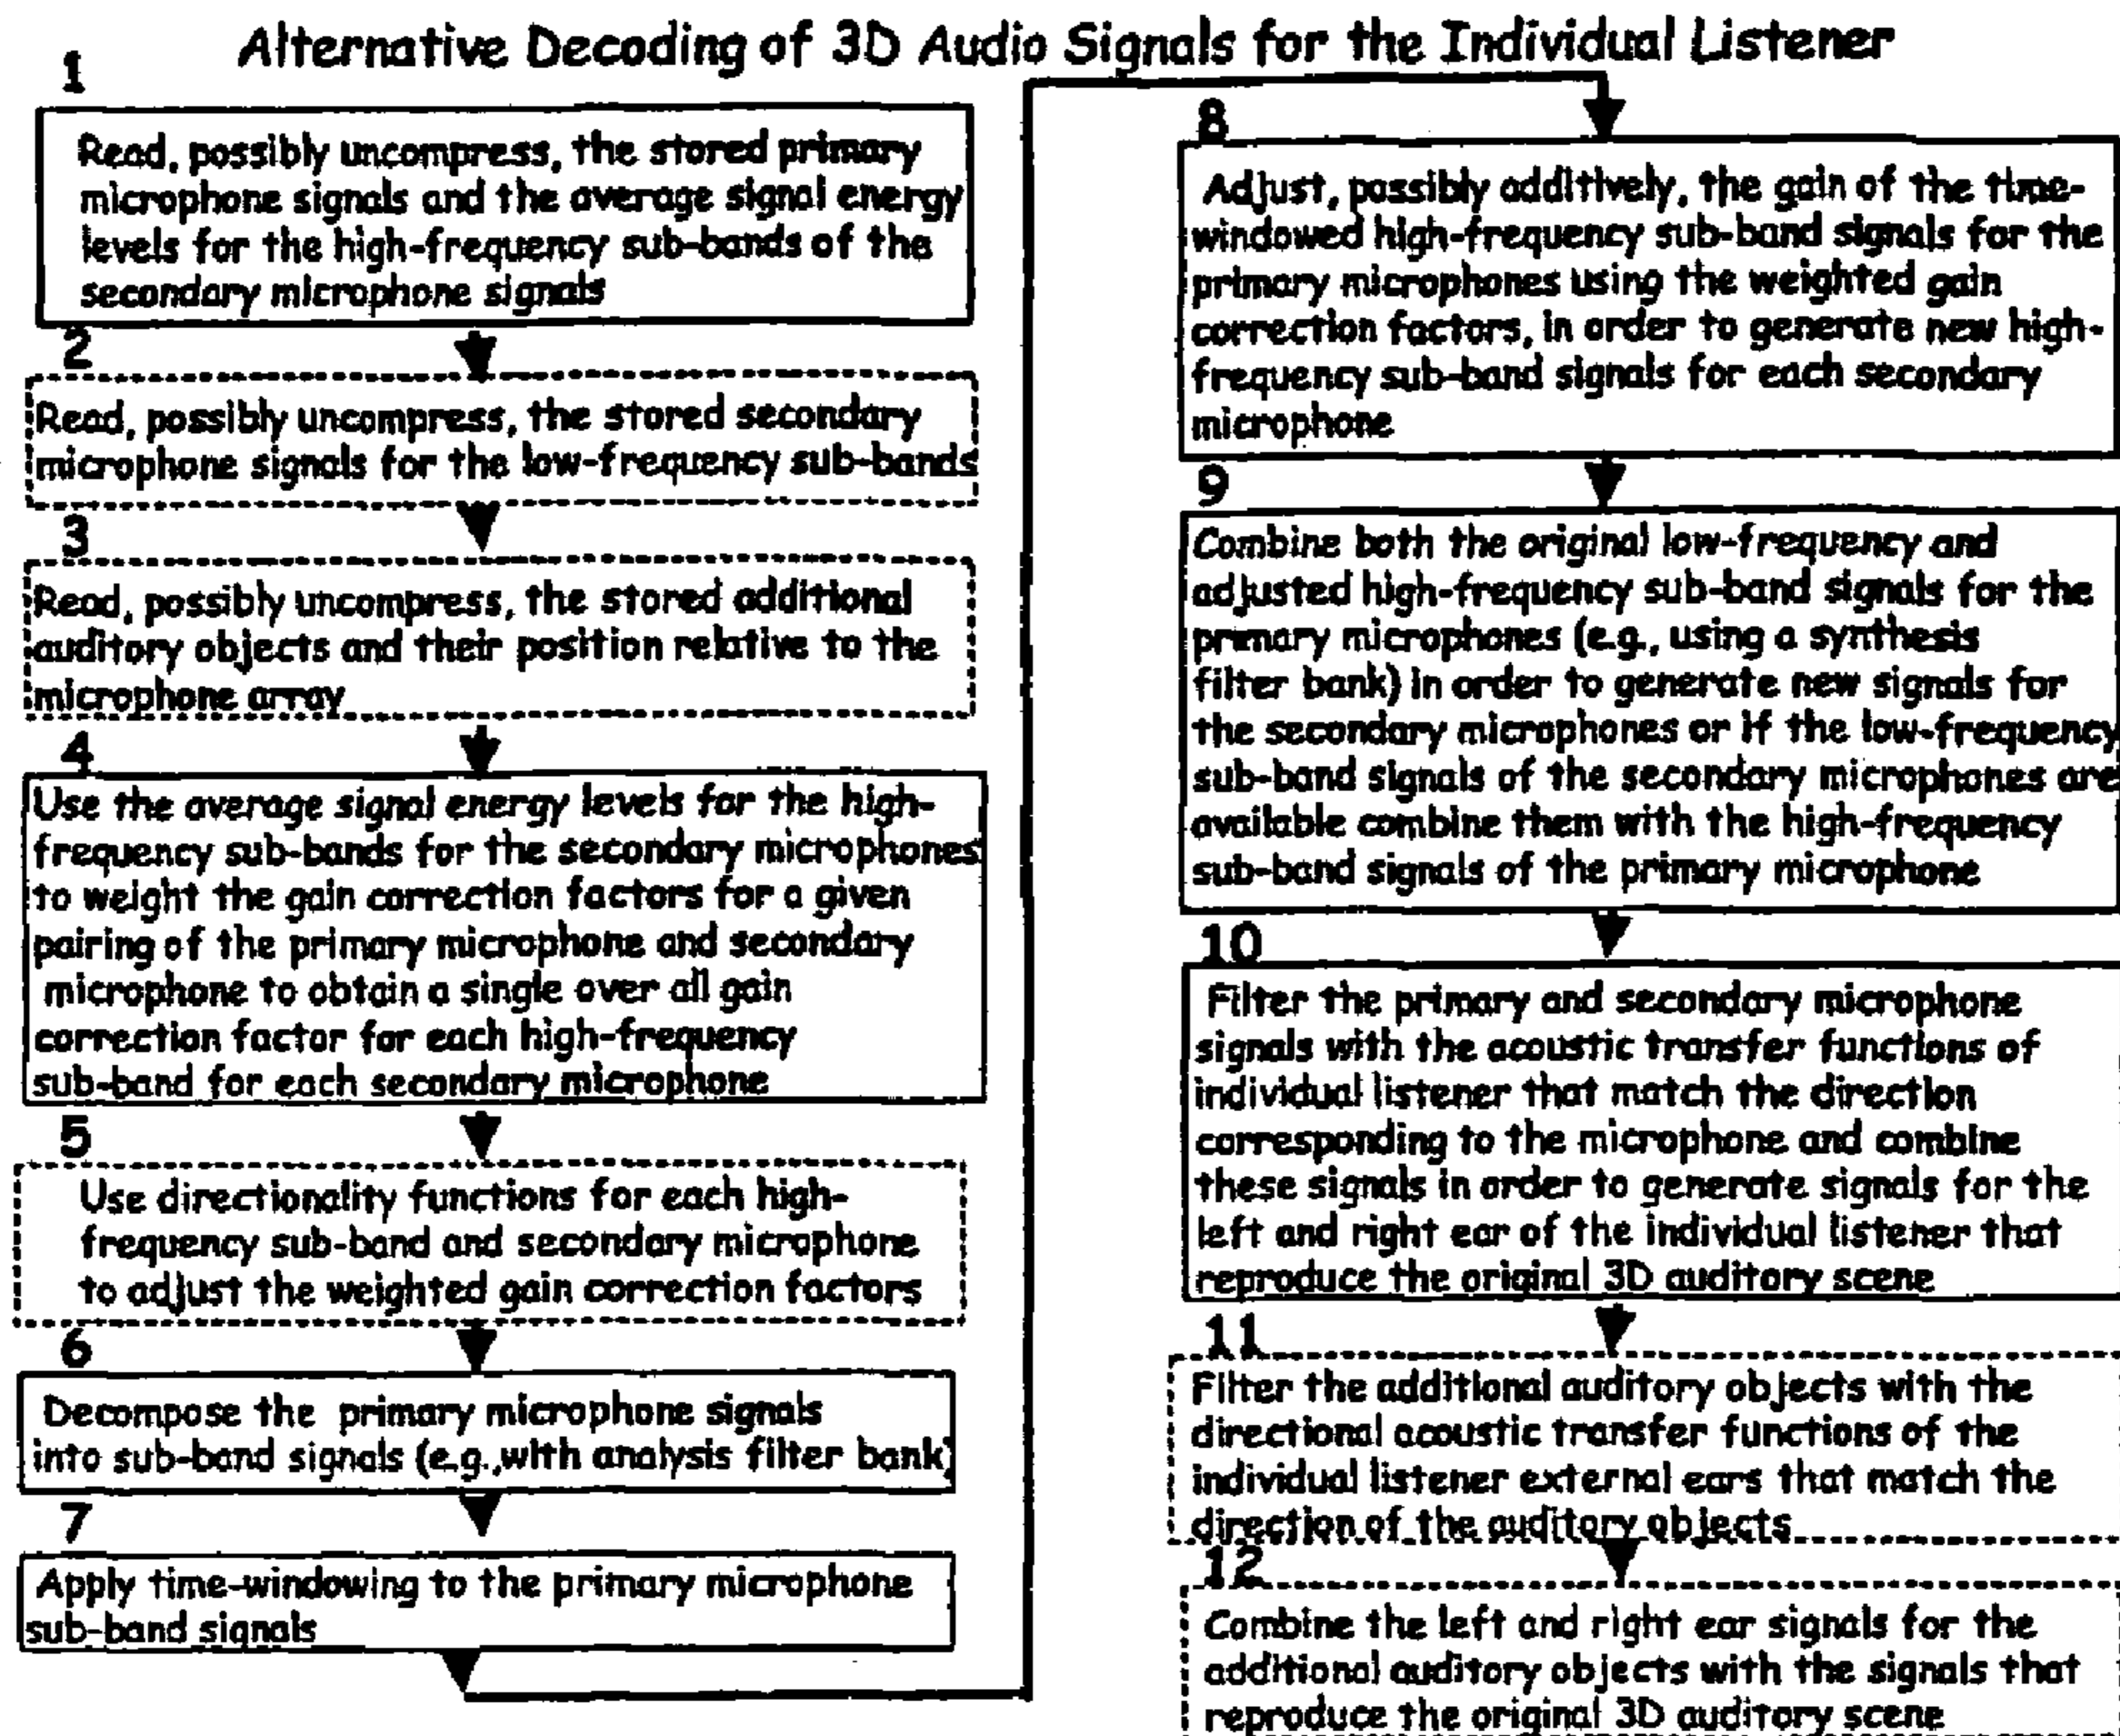 Alternative Decoding of 3D Audio Signals for the Individual Listener
1
Read, possibly uncompress, the stored primary
microphone signals and the average signal energy
levels for the high-frequency sub-bands of the
secondary microphone signals
2
Read, possibly uncompress, the stored secondary
microphone signals for the low-frequency sub-bands
3
Read, possibly uncompress, the stored additional
auditory objects and their position relative to the
microphone array
4
Use the average signal energy levels for the high-
frequency sub-bands for the secondary microphones
to weight the gain correction factors for a given
pairing of the primary microphone and secondary
microphone to obtain a single over all gain
correction factor for each high-frequency
sub-band for each secondary microphone
5
Use directionality functions for each high-
frequency sub-band and secondary microphone
to adjust the weighted gain correction factors
6
Decompose the primary microphone signals
into sub-band signals (e.g.,with analysis filter bank)
7
Apply time-windowing to the primary microphone
sub-band signals
8
Adjust, possibly additively, the gain of the time-
windowed high-frequency sub-band signals for the
primary microphones using the weighted gain
correction factors, in order to generate new high-
frequency sub-band signals for each secondary
microphone
9
Combine both the original low-frequency and
adjusted high-frequency sub-band signals for the
primary microphones (e.g., using a synthesis
filter bank) in order to generate new signals for
the secondary microphones or if the low-frequency
sub-band signals of the secondary microphones are
available combine them with the high-frequency
sub-band signals of the primary microphone
10
Filter the primary and secondary microphone
signals with the acoustic transfer functions of
individual listener that match the direction
corresponding to the microphone and combine
these signals in order to generate signals for the
left and right ear of the individual listener that
reproduce the original 3D auditory scene
11
Filter the additional auditory objects with the
directional acoustic transfer functions of the
individual listener external ears that match the
direction of the auditory objects
12
Combine the left and right ear signals for the
additional auditory objects with the signals that
reproduce the original 3D auditory scene